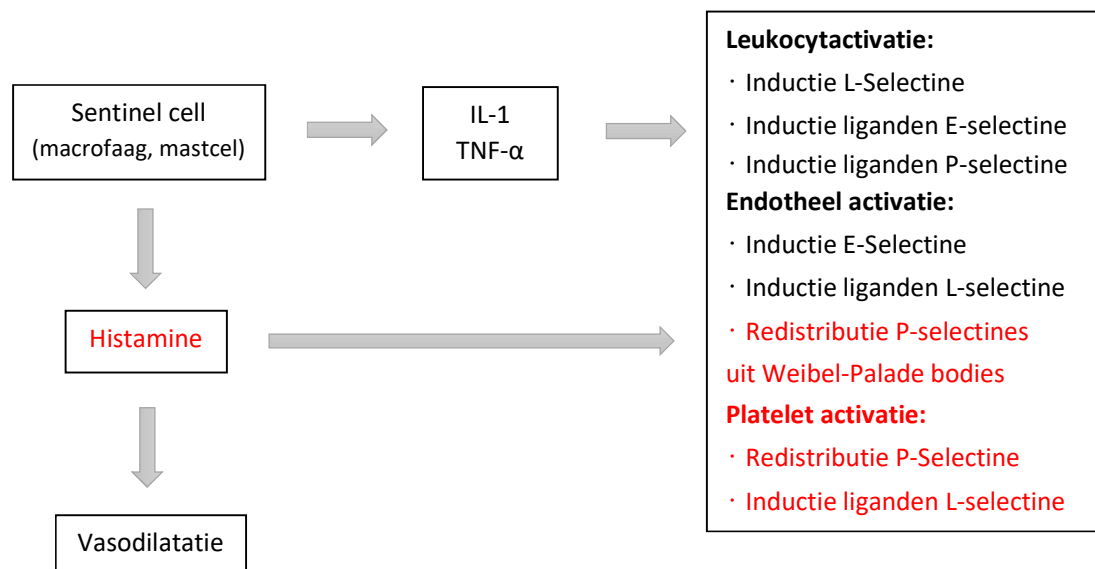 Sentinel cell
(macrofaag, mastcel)
IL-1
TNF-α
Leukocytactivatie:
· Inductie L-Selectine
· Inductie liganden E-selectine
· Inductie liganden P-selectine
Endotheel activatie:
· Inductie E-Selectine
· Inductie liganden L-selectine
· Redistributie P-selectines
uit Weibel-Palade bodies
Platelet activatie:
· Redistributie P-Selectine
· Inductie liganden L-selectine
Histamine
Vasodilatatie